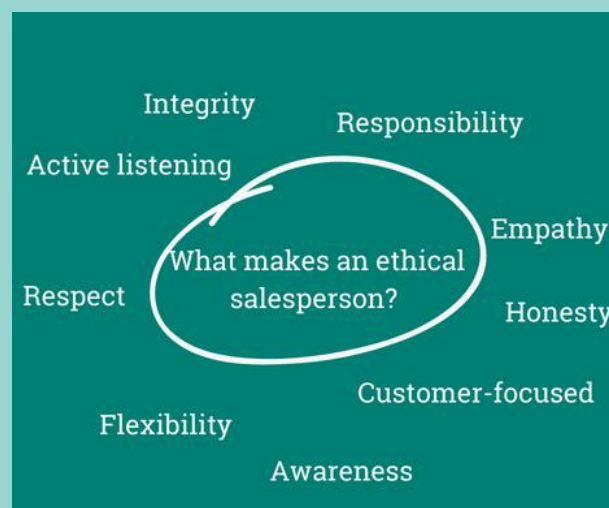 Integrity
Responsibility
Active listening
Empathy
What makes an ethical
salesperson?
Respect
Honesty
Customer-focused
Flexibility
Awareness